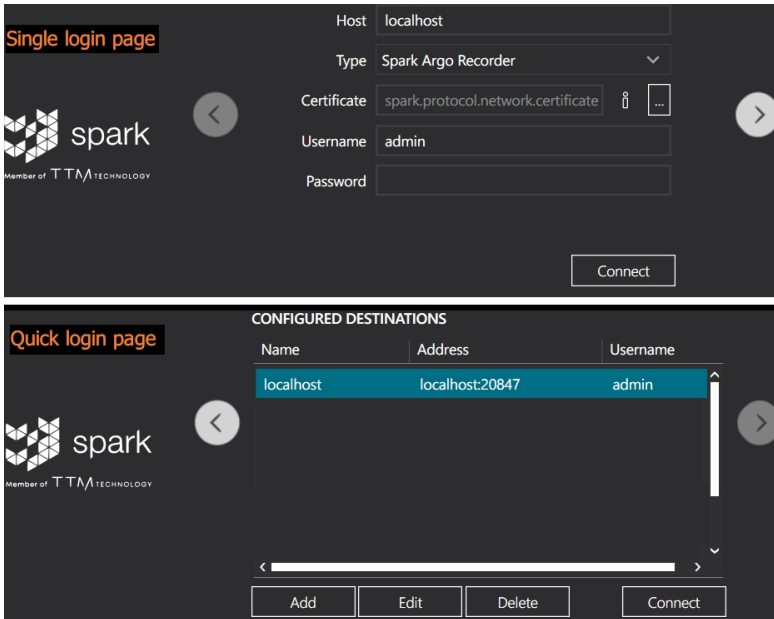 Single login page
Host localhost
Type Spark Argo Recorder
Certificate spark.protocol.network.certificate ...
Username admin
Password
spark
Member of TTM TECHNOLOGY
Connect
Quick login page
CONFIGURED DESTINATIONS
Name Address Username
localhost localhost:20847 admin
spark
Member of TTM TECHNOLOGY
Add Edit Delete Connect